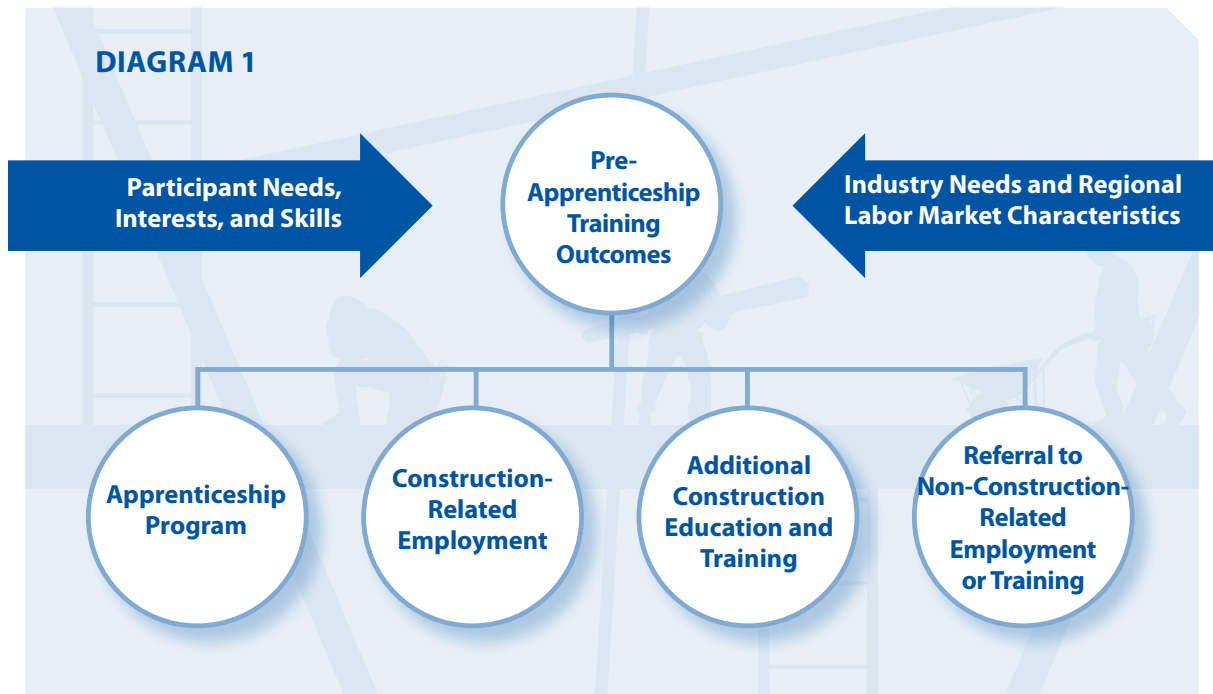 DIAGRAM 1
Participant Needs,
Interests, and Skills
Pre-
Apprenticeship
Training
Outcomes
Industry Needs and Regional
Labor Market Characteristics
Apprenticeship
Program
Construction-
Related
Employment
Additional
Construction
Education and
Training
Referral to
Non-Construction-
Related
Employment
or Training